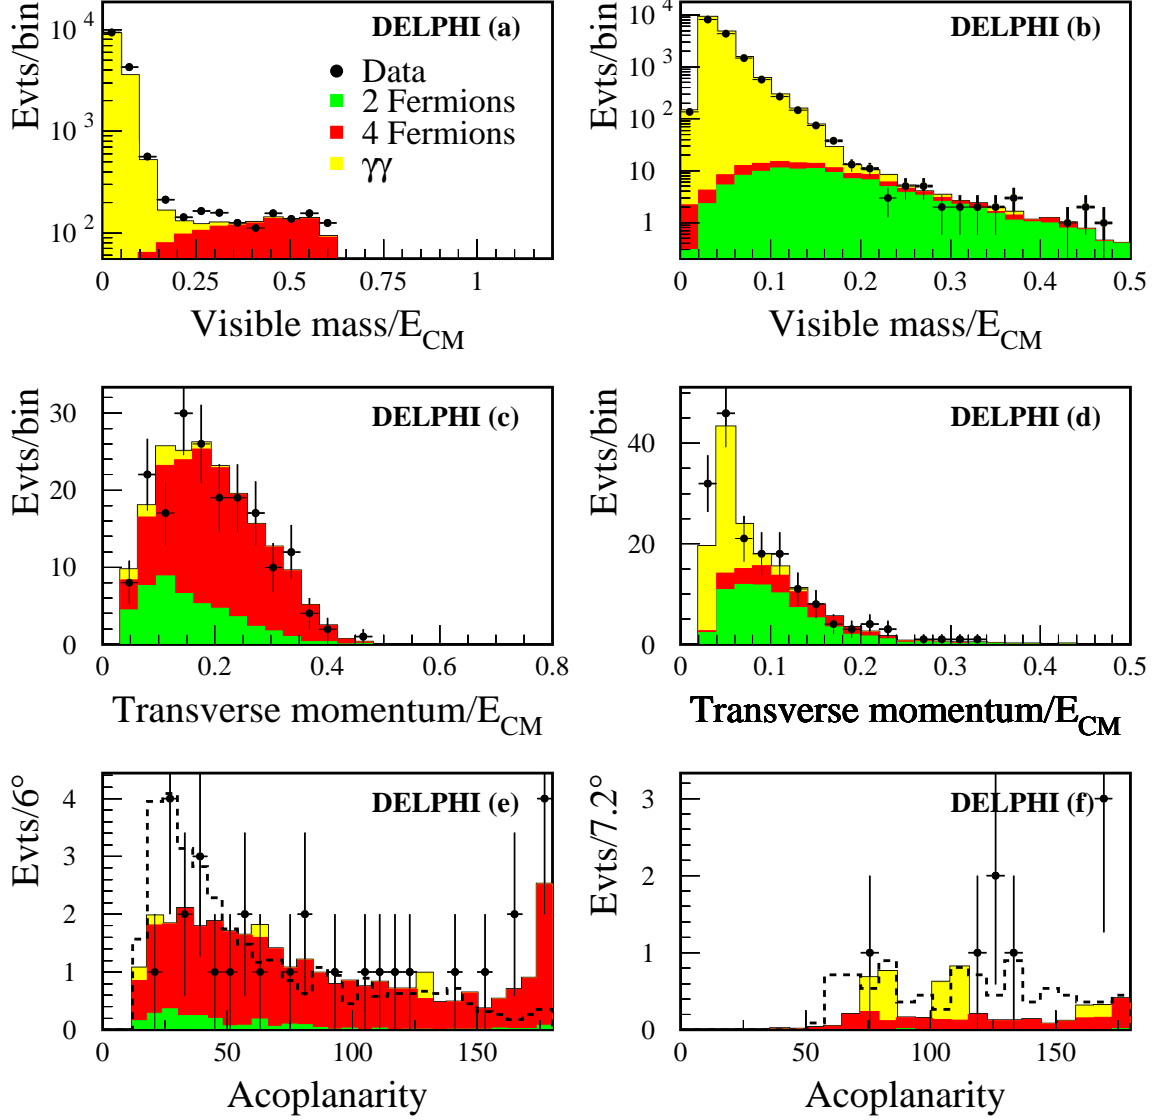 DELPHI (a)
Evts/bin
10 4
10 3
10 2
Data
2 Fermions
4 Fermions
γγ
0 0.25 0.5 0.75 1
Visible mass/E_CM
DELPHI (b)
Evts/bin
10 4
10 3
10 2
10
1
0 0.1 0.2 0.3 0.4 0.5
Visible mass/E_CM
DELPHI (c)
Evts/bin
30
20
10
0
0 0.2 0.4 0.6 0.8
Transverse momentum/E_CM
DELPHI (d)
Evts/bin
40
20
0
0 0.1 0.2 0.3 0.4 0.5
Transverse momentum/E_CM
DELPHI (e)
Evts/6°
4
3
2
1
0
0 50 100 150
Acoplanarity
DELPHI (f)
Evts/7.2°
3
2
1
0
0 50 100 150
Acoplanarity